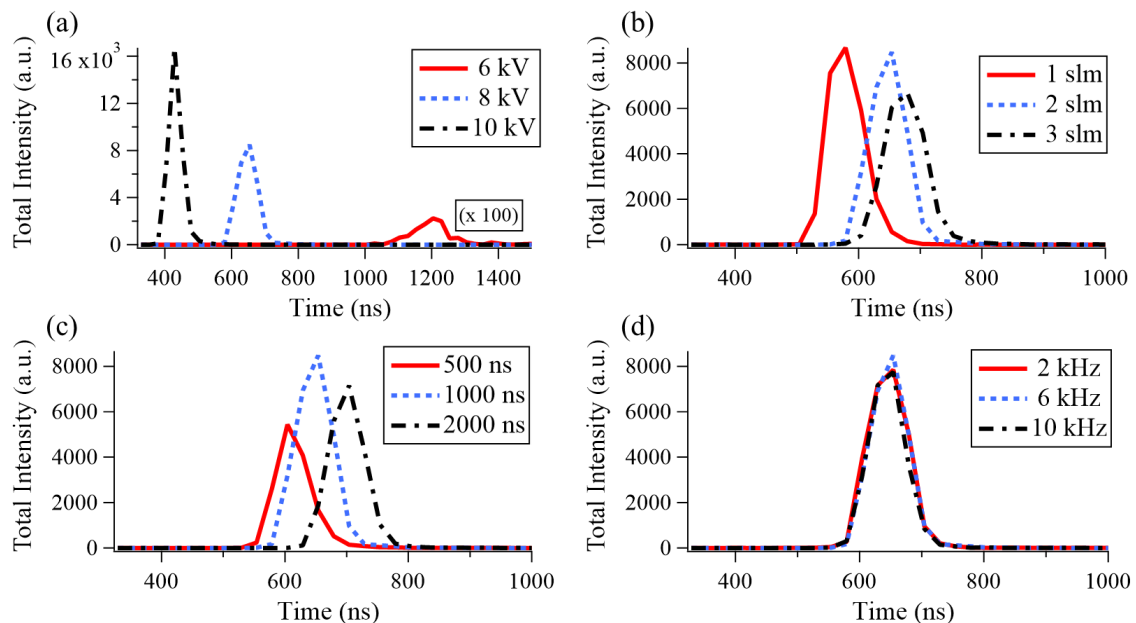 (a)
16 x10³
12
8
4
0
Total Intensity (a.u.)
6 kV
8 kV
10 kV
(x 100)
400 600 800 1000 1200 1400
Time (ns)
(b)
8000
6000
4000
2000
0
Total Intensity (a.u.)
1 slm
2 slm
3 slm
400 600 800 1000
Time (ns)
(c)
8000
6000
4000
2000
0
Total Intensity (a.u.)
500 ns
1000 ns
2000 ns
400 600 800 1000
Time (ns)
(d)
8000
6000
4000
2000
0
Total Intensity (a.u.)
2 kHz
6 kHz
10 kHz
400 600 800 1000
Time (ns)